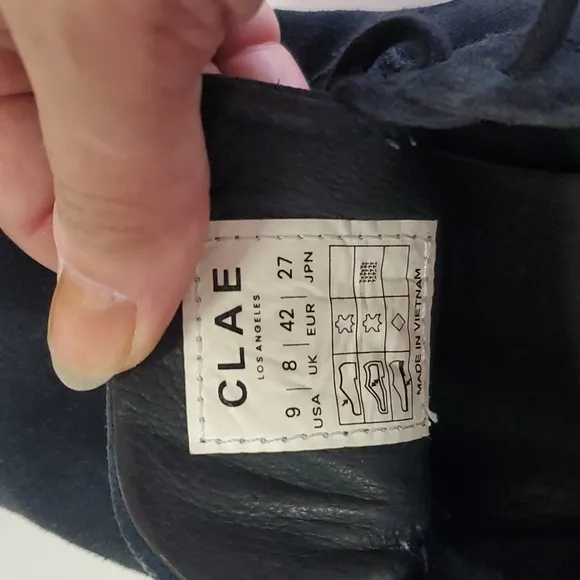 CLAE
LOS ANGELES
9 | 8 | 42 | 27
USA UK EUR JPN
MADE IN VIETNAM